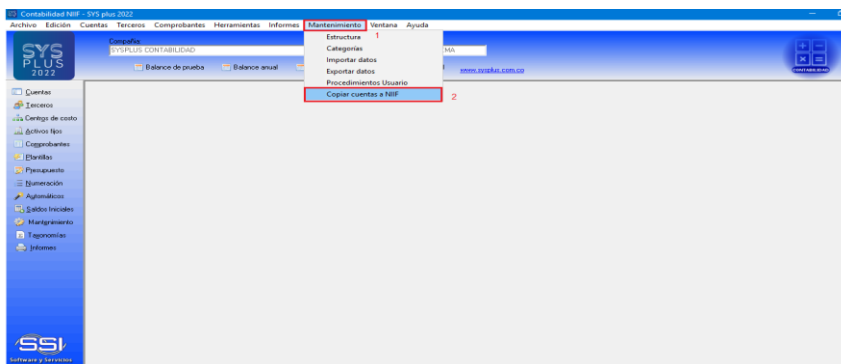 Contabilidad NIIF - SYS plus 2022
Archivo Edición Cuentas Terceros Comprobantes Herramientas Informes Mantenimiento Ventana Ayuda
SYS
PLUS
2022
Compañía:
SYSPLUS CONTABILIDAD
MA
Balance de prueba Balance anual
www.sysplus.com.co
CONTABILIDAD
Estructura 1
Categorías
Importar datos
Exportar datos
Procedimientos Usuario
Copiar cuentas a NIIF 2
Cuentas
Terceros
Centros de costo
Activos fijos
Comprobantes
Plantillas
Presupuesto
Numeración
Automáticos
Saldos Iniciales
Mantenimiento
Taxonomías
Informes
SSI
Software y Servicios